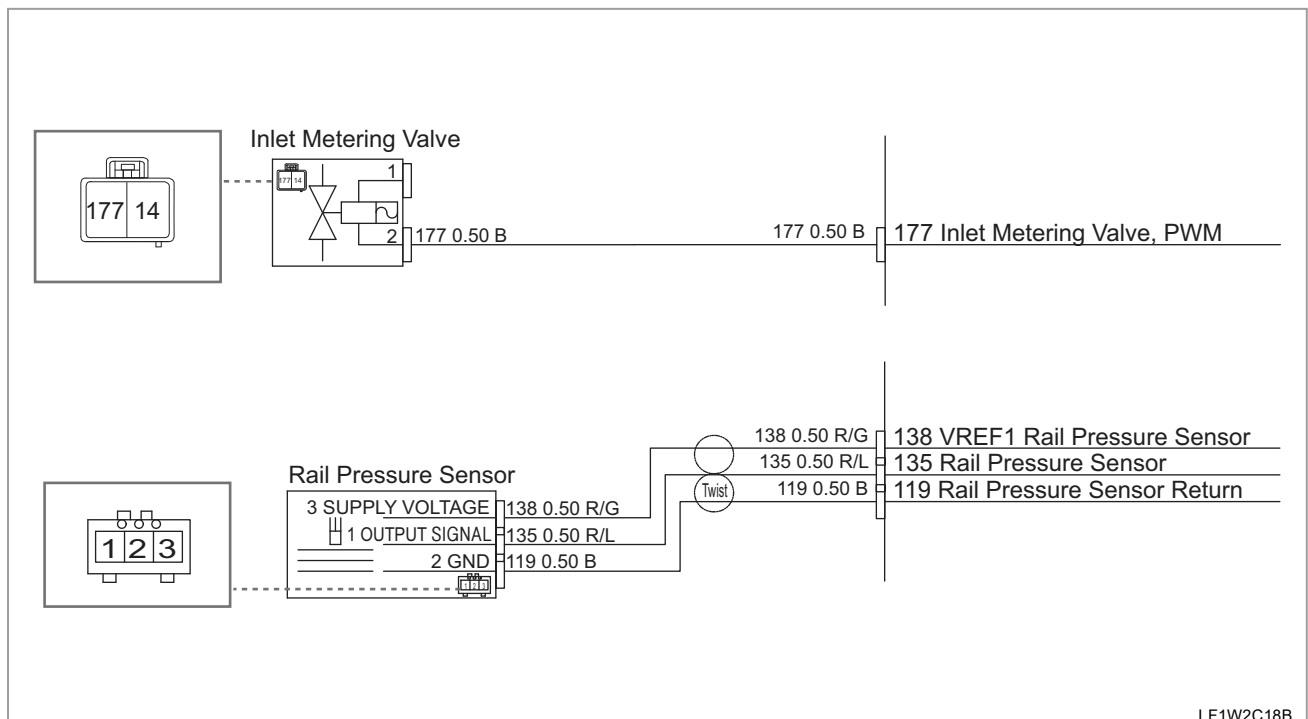 Inlet Metering Valve
177 14
177 14
1
2
177 0.50 B
177 0.50 B
177 Inlet Metering Valve, PWM
138 0.50 R/G
138 VREF1 Rail Pressure Sensor
135 0.50 R/L
135 Rail Pressure Sensor
Twist
119 0.50 B
119 Rail Pressure Sensor Return
Rail Pressure Sensor
3 SUPPLY VOLTAGE
138 0.50 R/G
1 OUTPUT SIGNAL
135 0.50 R/L
2 GND
119 0.50 B
1 2 3
1 2 3
LF1W2C18B